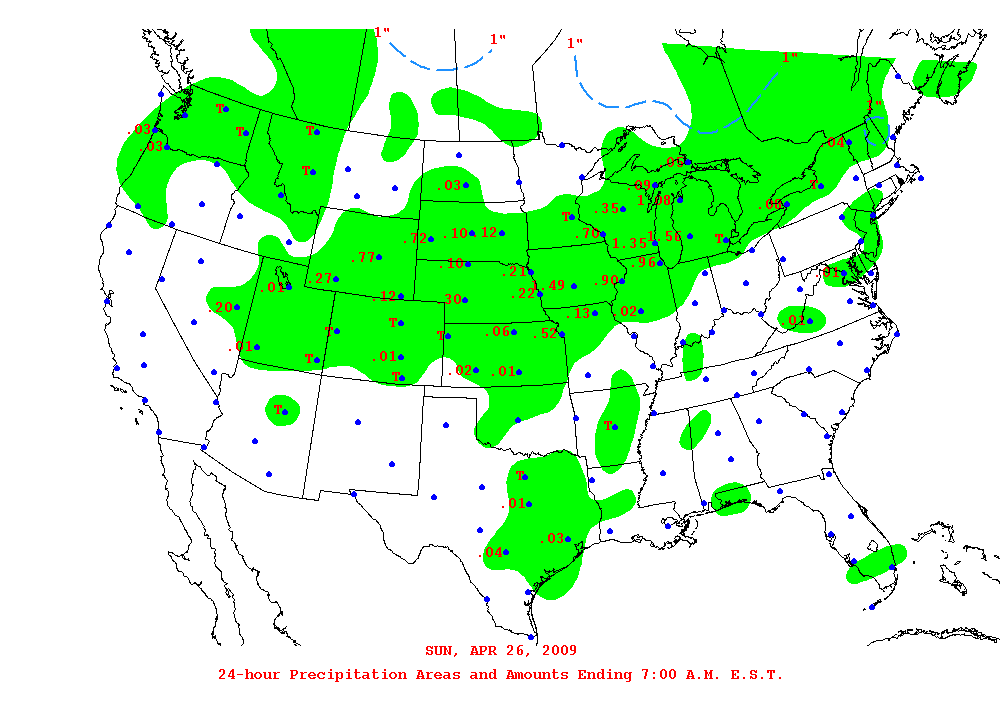 1"
1"
1"
1"
1"
T
.03
T
T
.03
.04
.09
T
.03
.09
T
1.08
.35
T
.06
.72
.10
.12
.70
1.35
1.56
T
.77
.10
.96
.01
.27
.21
.01
.49
.90
.22
.12
.30
.20
.13
.02
.01
T
T
T
.06
.52
.01
T
.01
T
.02
.01
T
T
T
T
.01
.04
.03
SUN, APR 26, 2009
24-hour Precipitation Areas and Amounts Ending 7:00 A.M. E.S.T.